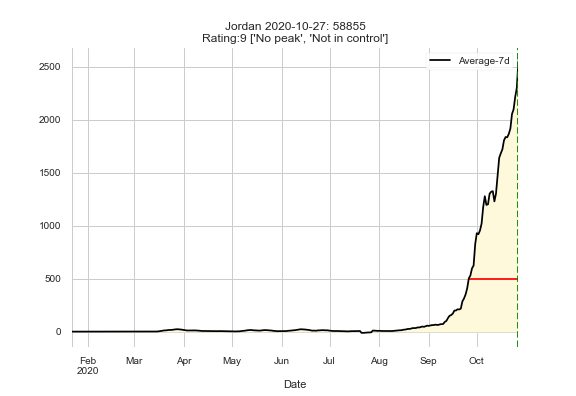 Jordan 2020-10-27: 58855
Rating:9 ['No peak', 'Not in control']
Average-7d
2500
2000
1500
1000
500
0
Feb Mar Apr May Jun Jul Aug Sep Oct
2020
Date